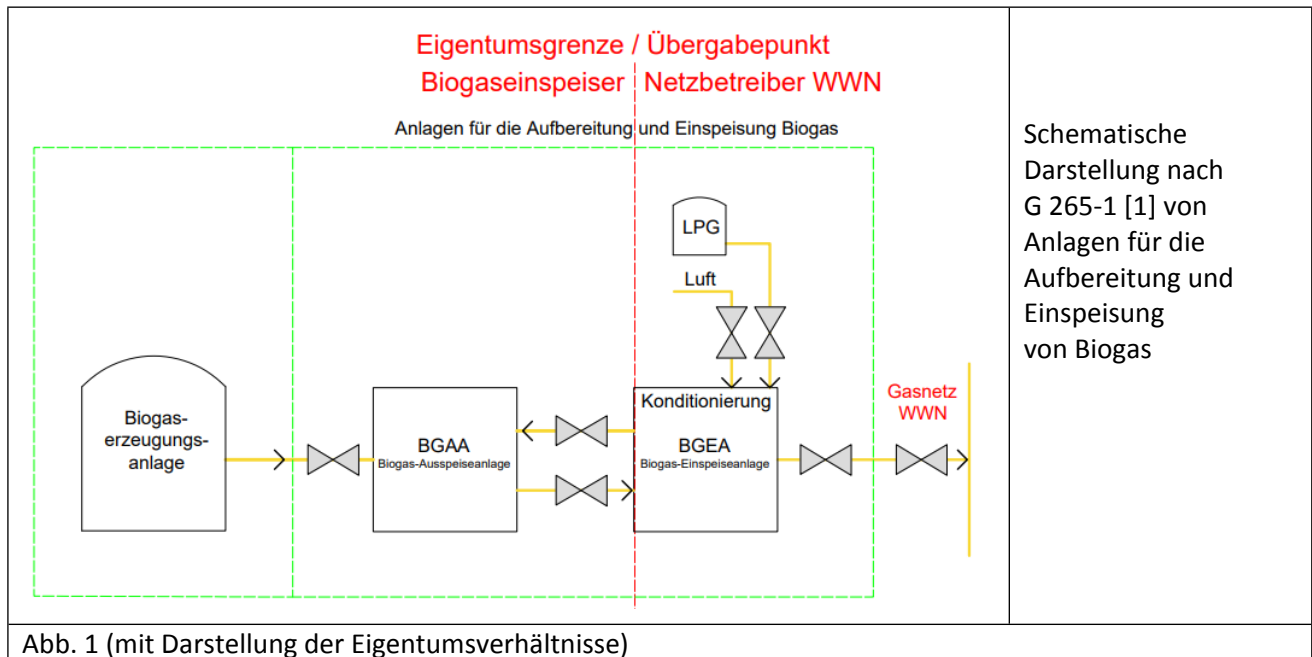 Eigentumsgrenze / Übergabepunkt
Biogaseinspeiser Netzbetreiber WWN
Anlagen für die Aufbereitung und Einspeisung Biogas
LPG
Luft
Biogas-
erzeugungs-
anlage
BGAA
Biogas-Ausspeiseanlage
Konditionierung
BGEA
Biogas-Einspeiseanlage
Gasnetz
WWN
Schematische
Darstellung nach
G 265-1 [1] von
Anlagen für die
Aufbereitung und
Einspeisung
von Biogas
Abb. 1 (mit Darstellung der Eigentumsverhältnisse)